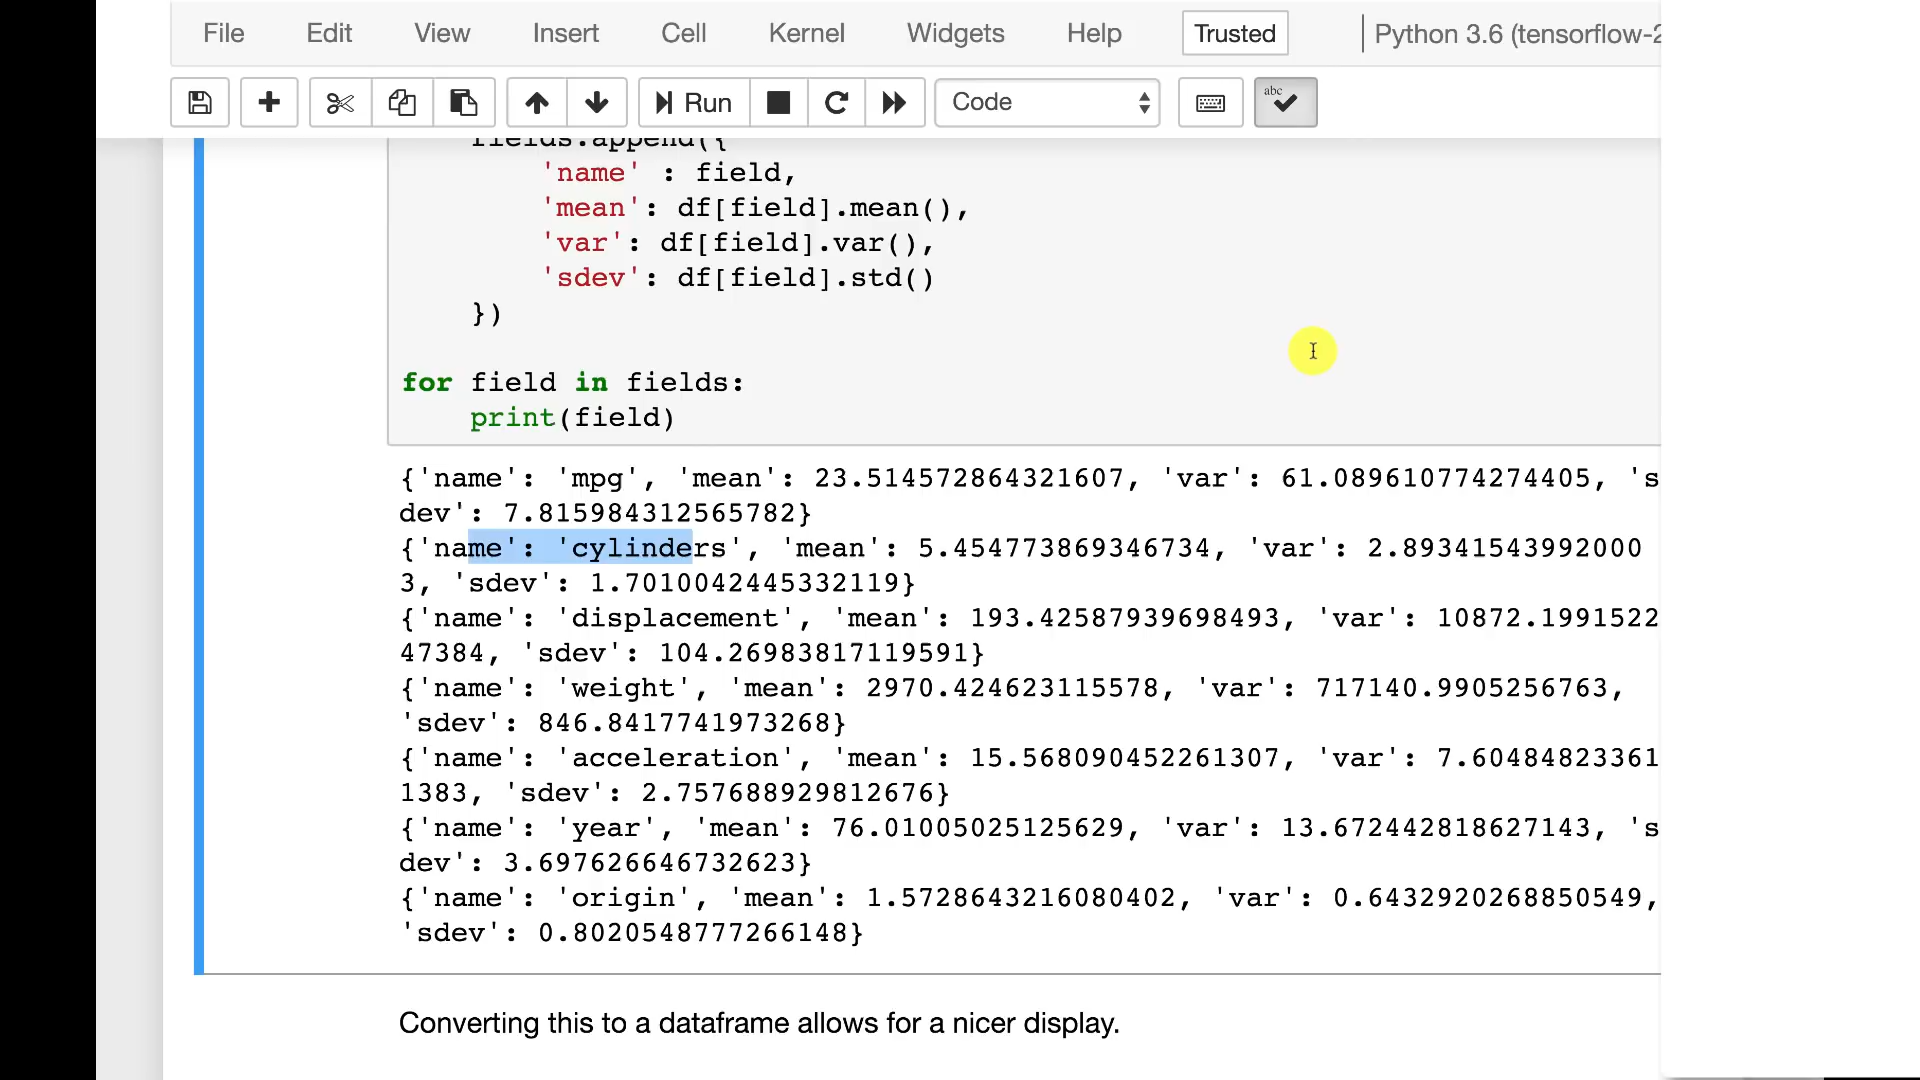 File Edit View Insert Cell Kernel Widgets Help Trusted Python 3.6 (tensorflow-2
Run Code abc
fields.append({
'name' : field,
'mean': df[field].mean(),
'var': df[field].var(),
'sdev': df[field].std()
})
for field in fields:
print(field)
{'name': 'mpg', 'mean': 23.514572864321607, 'var': 61.089610774274405, 's
dev': 7.815984312565782}
{'name': 'cylinders', 'mean': 5.454773869346734, 'var': 2.89341543992000
3, 'sdev': 1.7010042445332119}
{'name': 'displacement', 'mean': 193.42587939698493, 'var': 10872.1991522
47384, 'sdev': 104.26983817119591}
{'name': 'weight', 'mean': 2970.424623115578, 'var': 717140.9905256763,
'sdev': 846.8417741973268}
{'name': 'acceleration', 'mean': 15.568090452261307, 'var': 7.60484823361
1383, 'sdev': 2.757688929812676}
{'name': 'year', 'mean': 76.01005025125629, 'var': 13.672442818627143, 's
dev': 3.697626646732623}
{'name': 'origin', 'mean': 1.5728643216080402, 'var': 0.6432920268850549,
'sdev': 0.8020548777266148}
Converting this to a dataframe allows for a nicer display.